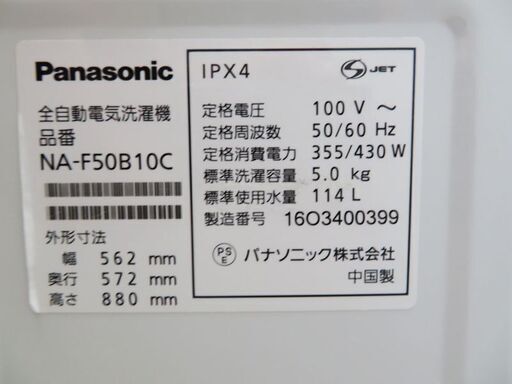 Panasonic
全自動電気洗濯機
品番
NA-F50B10C
外形寸法
幅 562 mm
奥行 572 mm
高さ 880 mm
IPX4
S JET
定格電圧 100 V ～
定格周波数 50/60 Hz
定格消費電力 355/430 W
標準洗濯容量 5.0 kg
標準使用水量 114 L
製造番号 16O3400399
PS
E
パナソニック株式会社
中国製